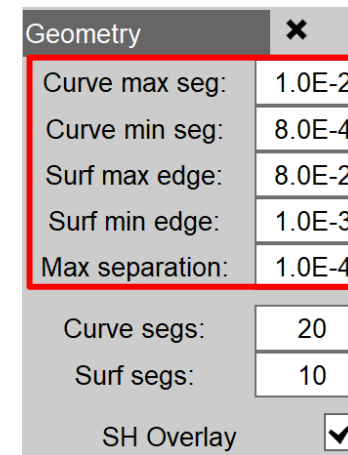 Geometry
Curve max seg: 1.0E-2
Curve min seg: 8.0E-4
Surf max edge: 8.0E-2
Surf min edge: 1.0E-3
Max separation: 1.0E-4
Curve segs: 20
Surf segs: 10
SH Overlay